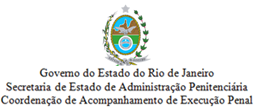 Governo do Estado do Rio de Janeiro
Secretaria de Estado de Administração Penitenciária
Coordenação de Acompanhamento de Execução Penal